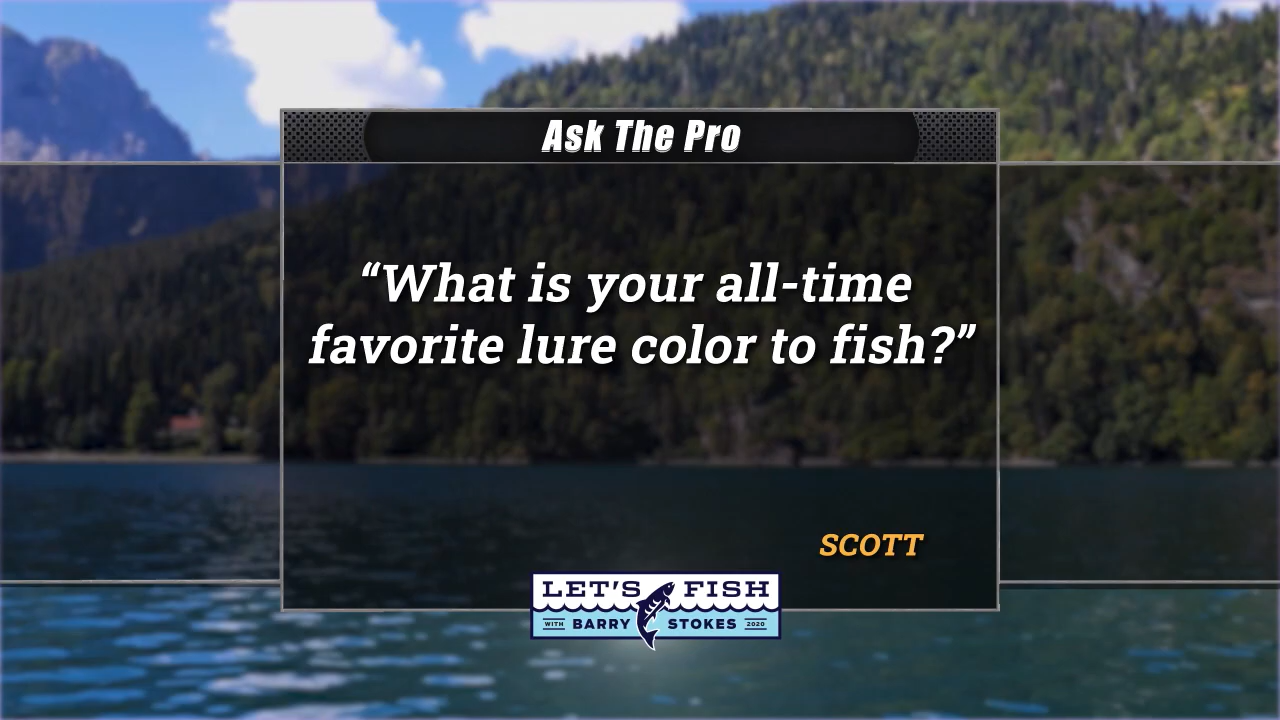 Ask The Pro
“What is your all-time
favorite lure color to fish?”
SCOTT
LET'S FISH
WITH BARRY STOKES 2020